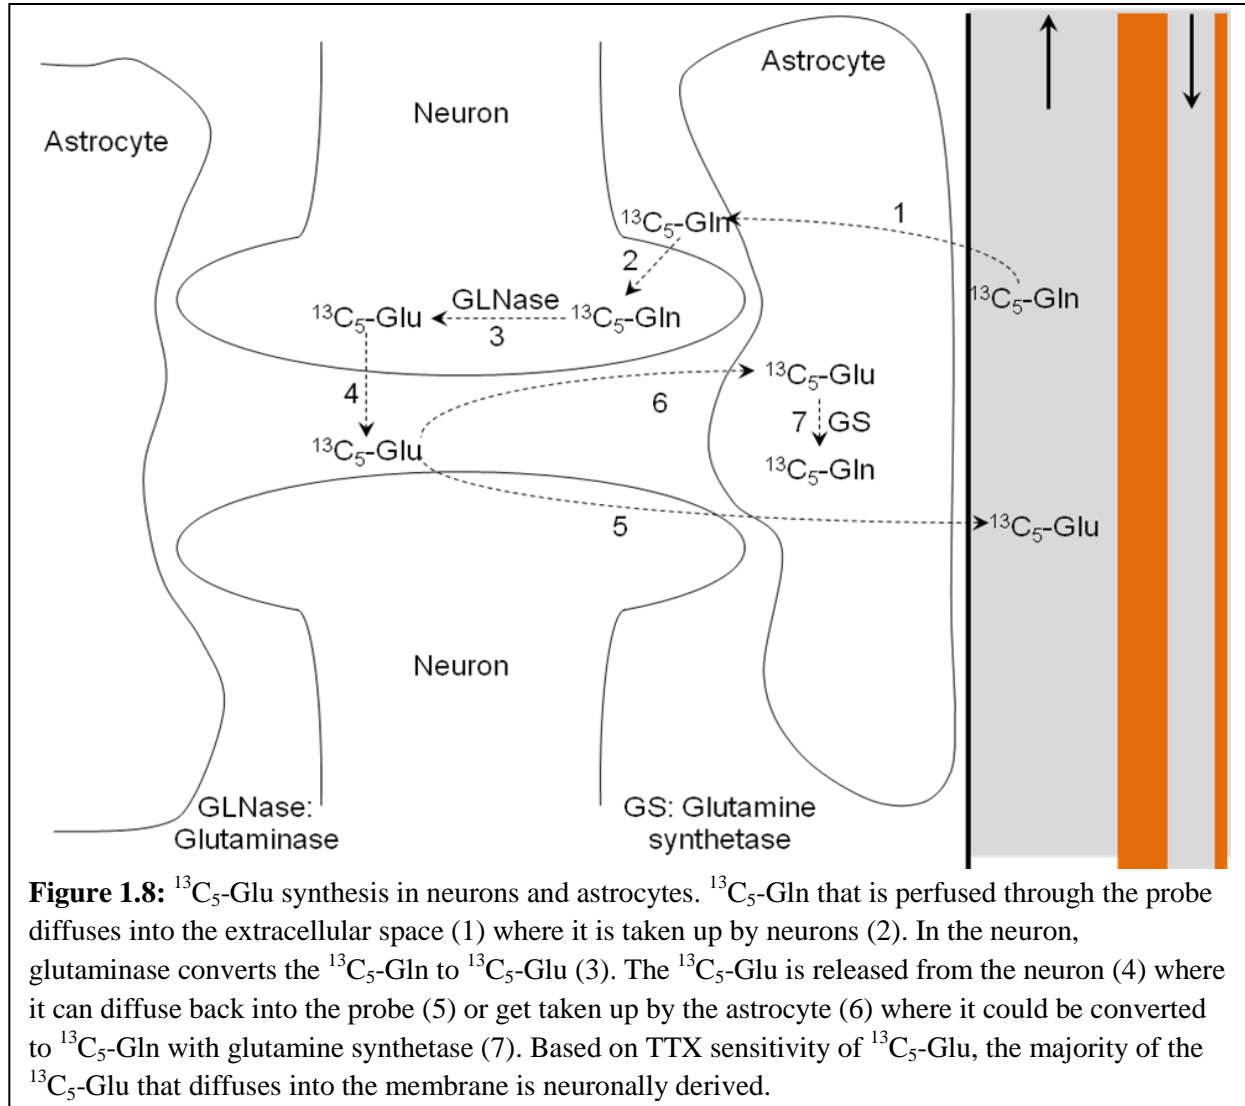 Astrocyte
Neuron
Astrocyte
¹³C₅-Gln
1
2
¹³C₅-Gln
GLNase
¹³C₅-Glu
¹³C₅-Gln
3
¹³C₅-Glu
4
6
7 GS
¹³C₅-Glu
¹³C₅-Gln
5
¹³C₅-Glu
Neuron
GLNase:
Glutaminase
GS: Glutamine
synthetase
Figure 1.8: ¹³C₅-Glu synthesis in neurons and astrocytes. ¹³C₅-Gln that is perfused through the probe
diffuses into the extracellular space (1) where it is taken up by neurons (2). In the neuron,
glutaminase converts the ¹³C₅-Gln to ¹³C₅-Glu (3). The ¹³C₅-Glu is released from the neuron (4) where
it can diffuse back into the probe (5) or get taken up by the astrocyte (6) where it could be converted
to ¹³C₅-Gln with glutamine synthetase (7). Based on TTX sensitivity of ¹³C₅-Glu, the majority of the
¹³C₅-Glu that diffuses into the membrane is neuronally derived.